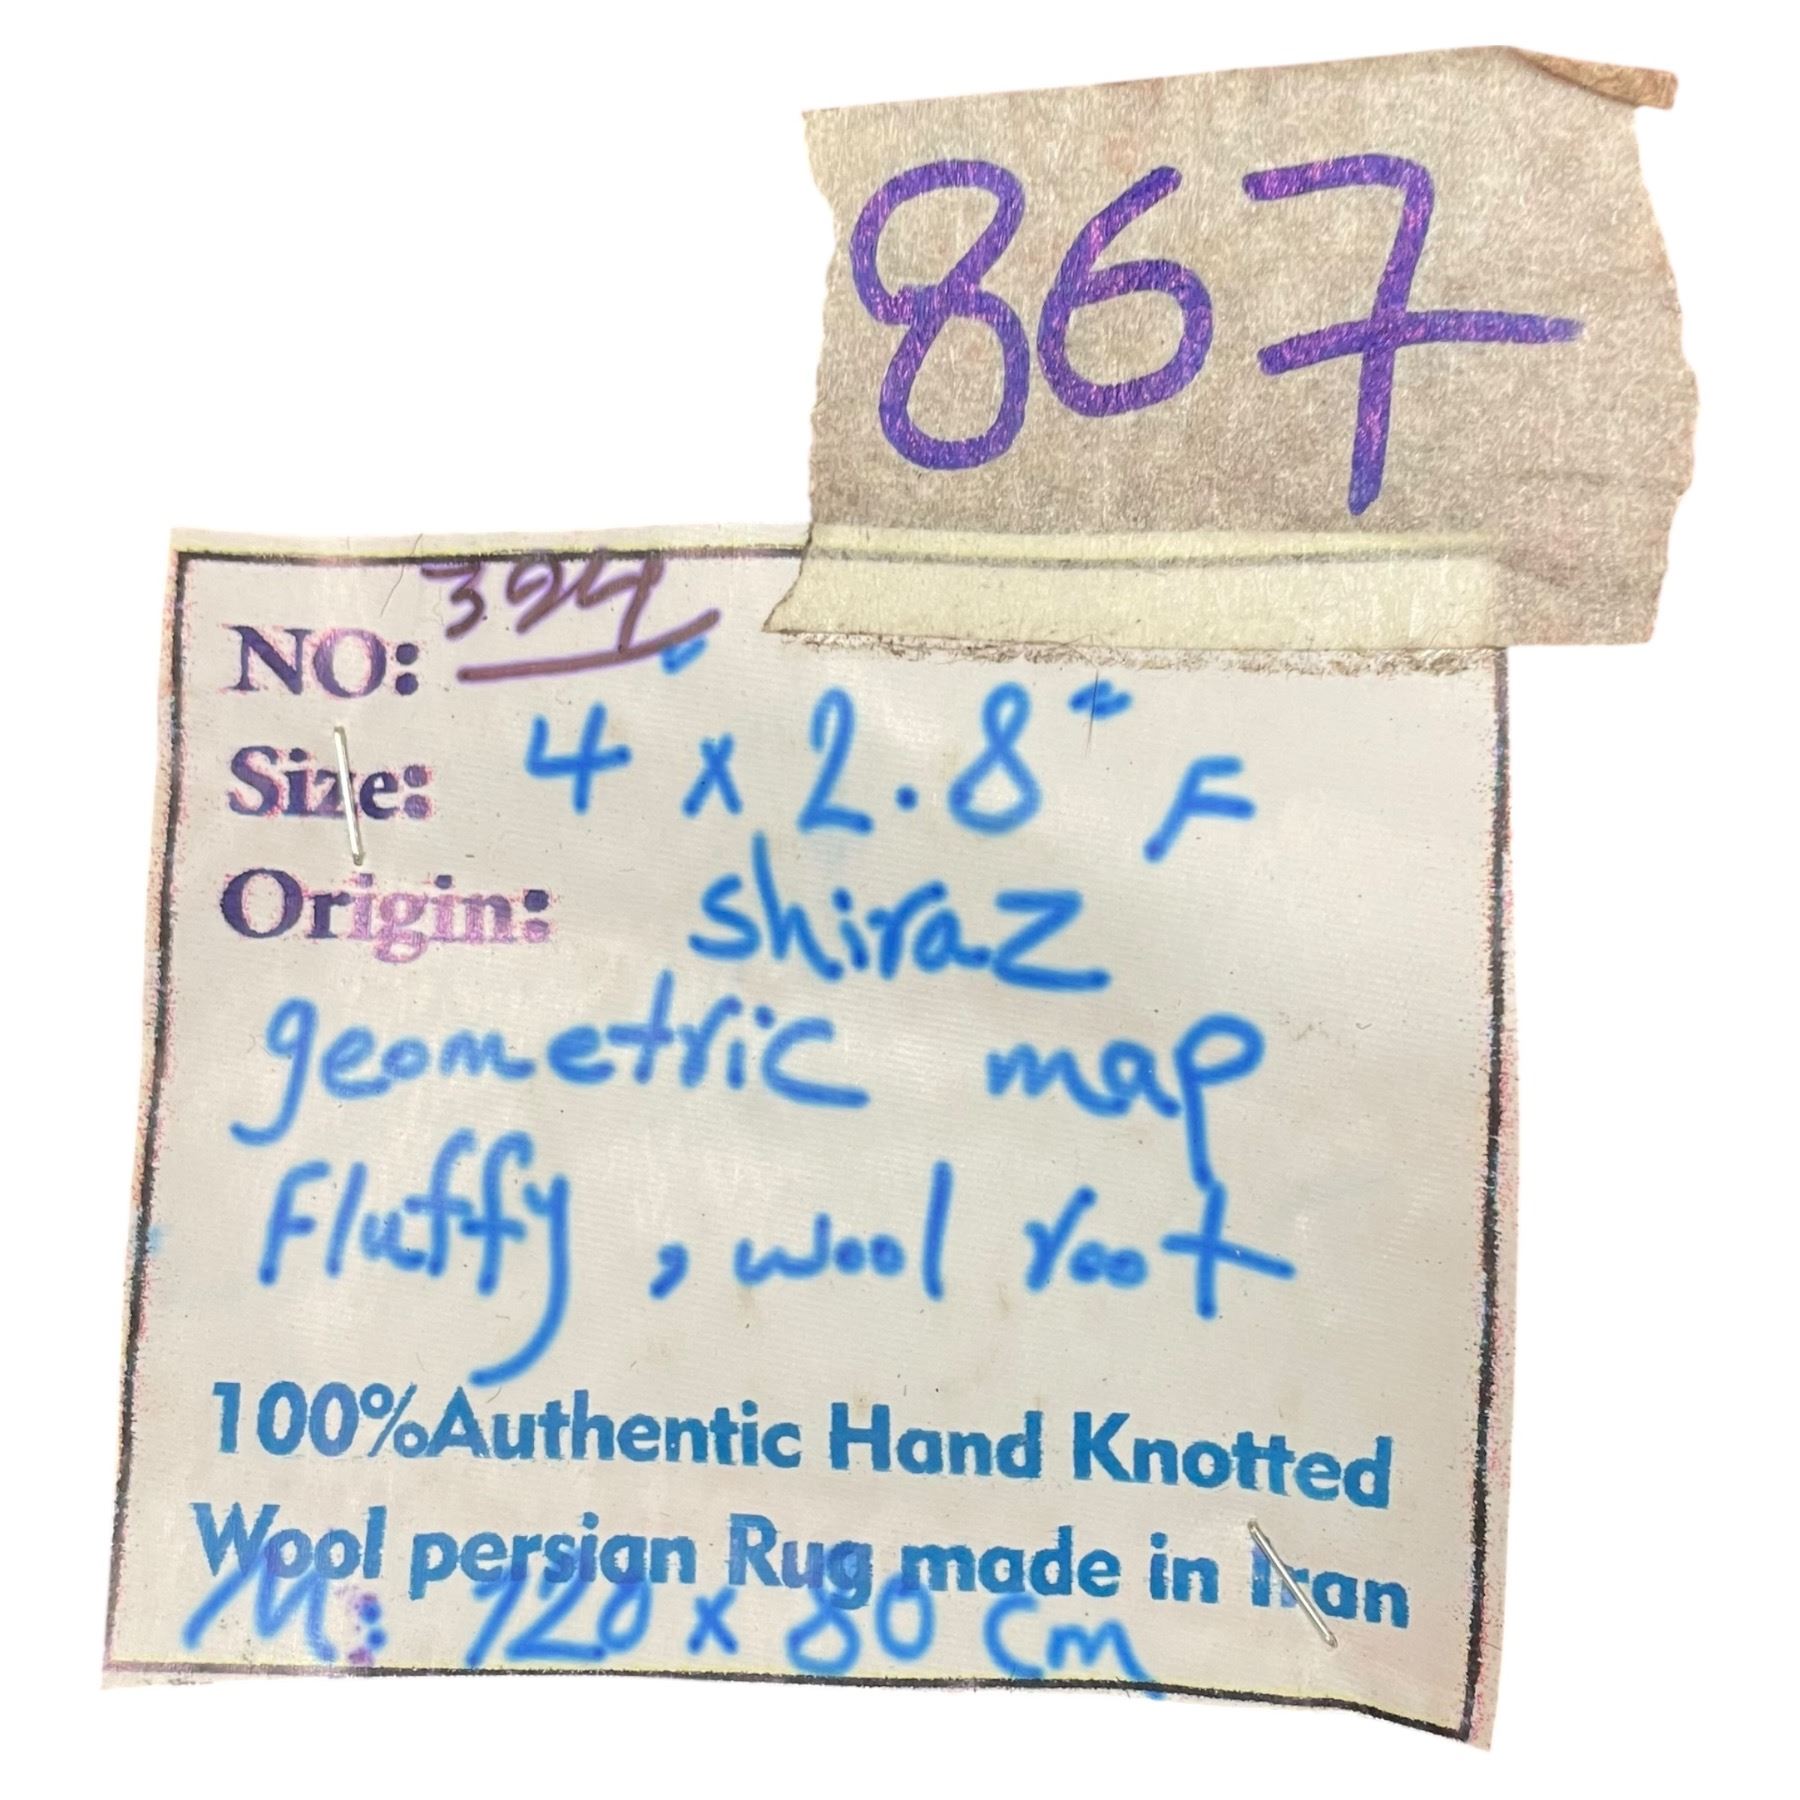 867
NO: 394
Size: 4' x 2.8" F
Origin: shiraz
geometric map
Fluffy, wool root
100%Authentic Hand Knotted
Wool persian Rug made in Iran
M: 120 x 80 cm